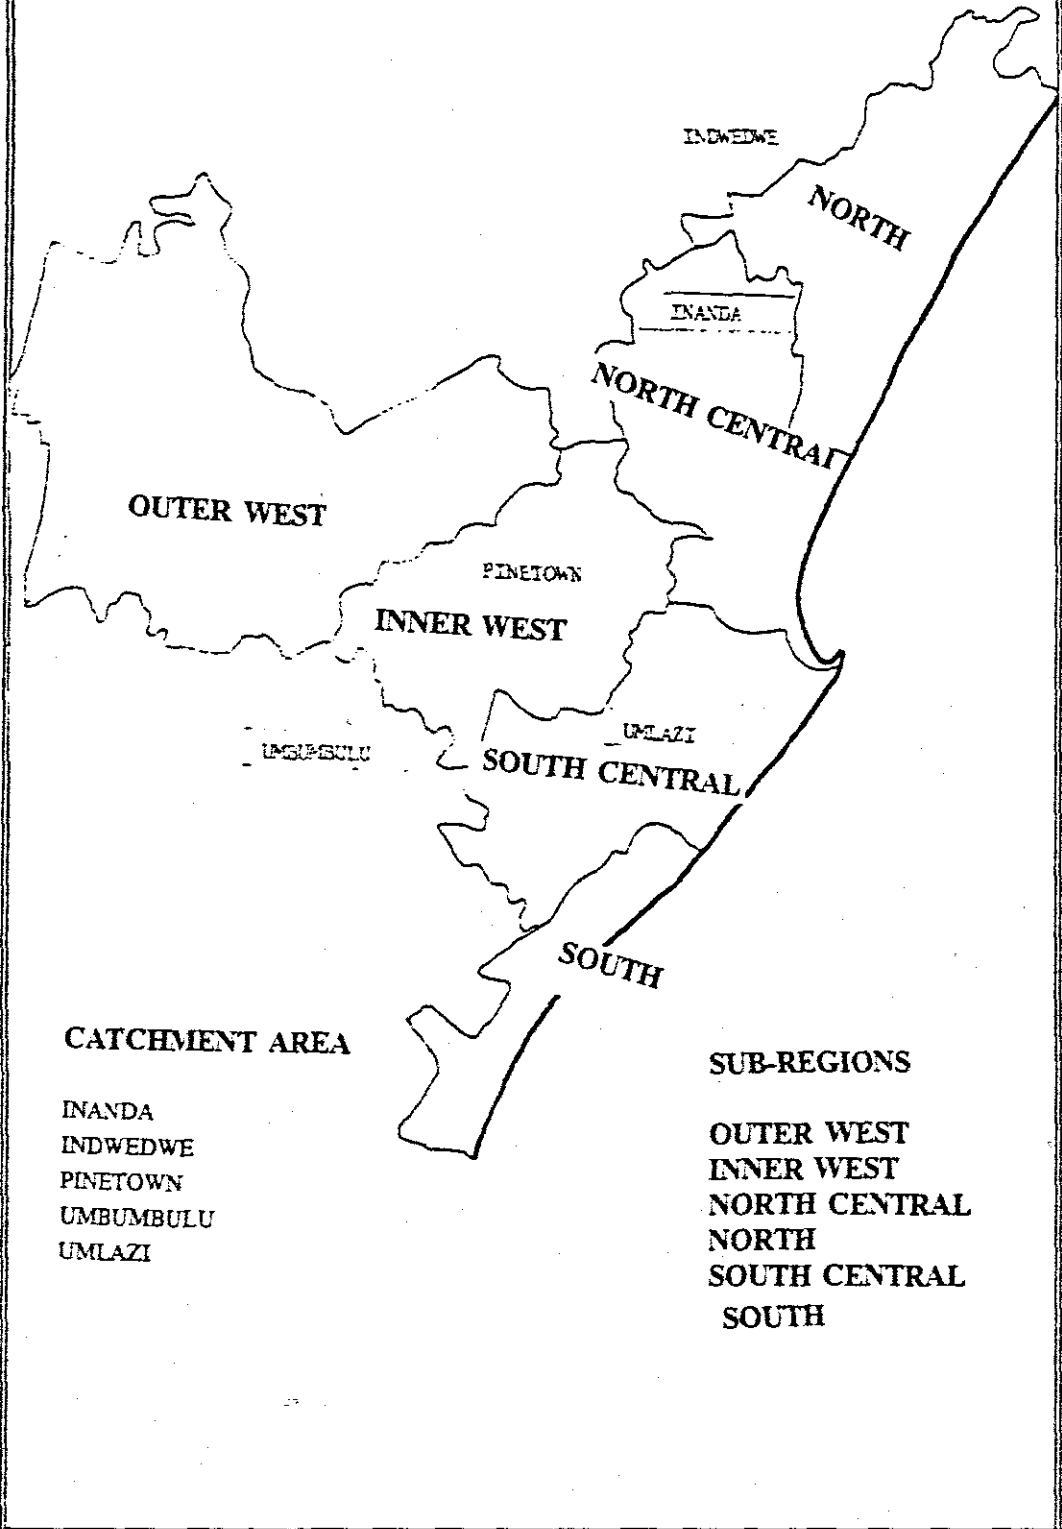 INDWEDWE
NORTH
INANDA
NORTH CENTRAL
OUTER WEST
PINETOWN
INNER WEST
UMLAZI
UMBUMBULU
SOUTH CENTRAL
SOUTH
CATCHMENT AREA
INANDA
INDWEDWE
PINETOWN
UMBUMBULU
UMLAZI
SUB-REGIONS
OUTER WEST
INNER WEST
NORTH CENTRAL
NORTH
SOUTH CENTRAL
SOUTH